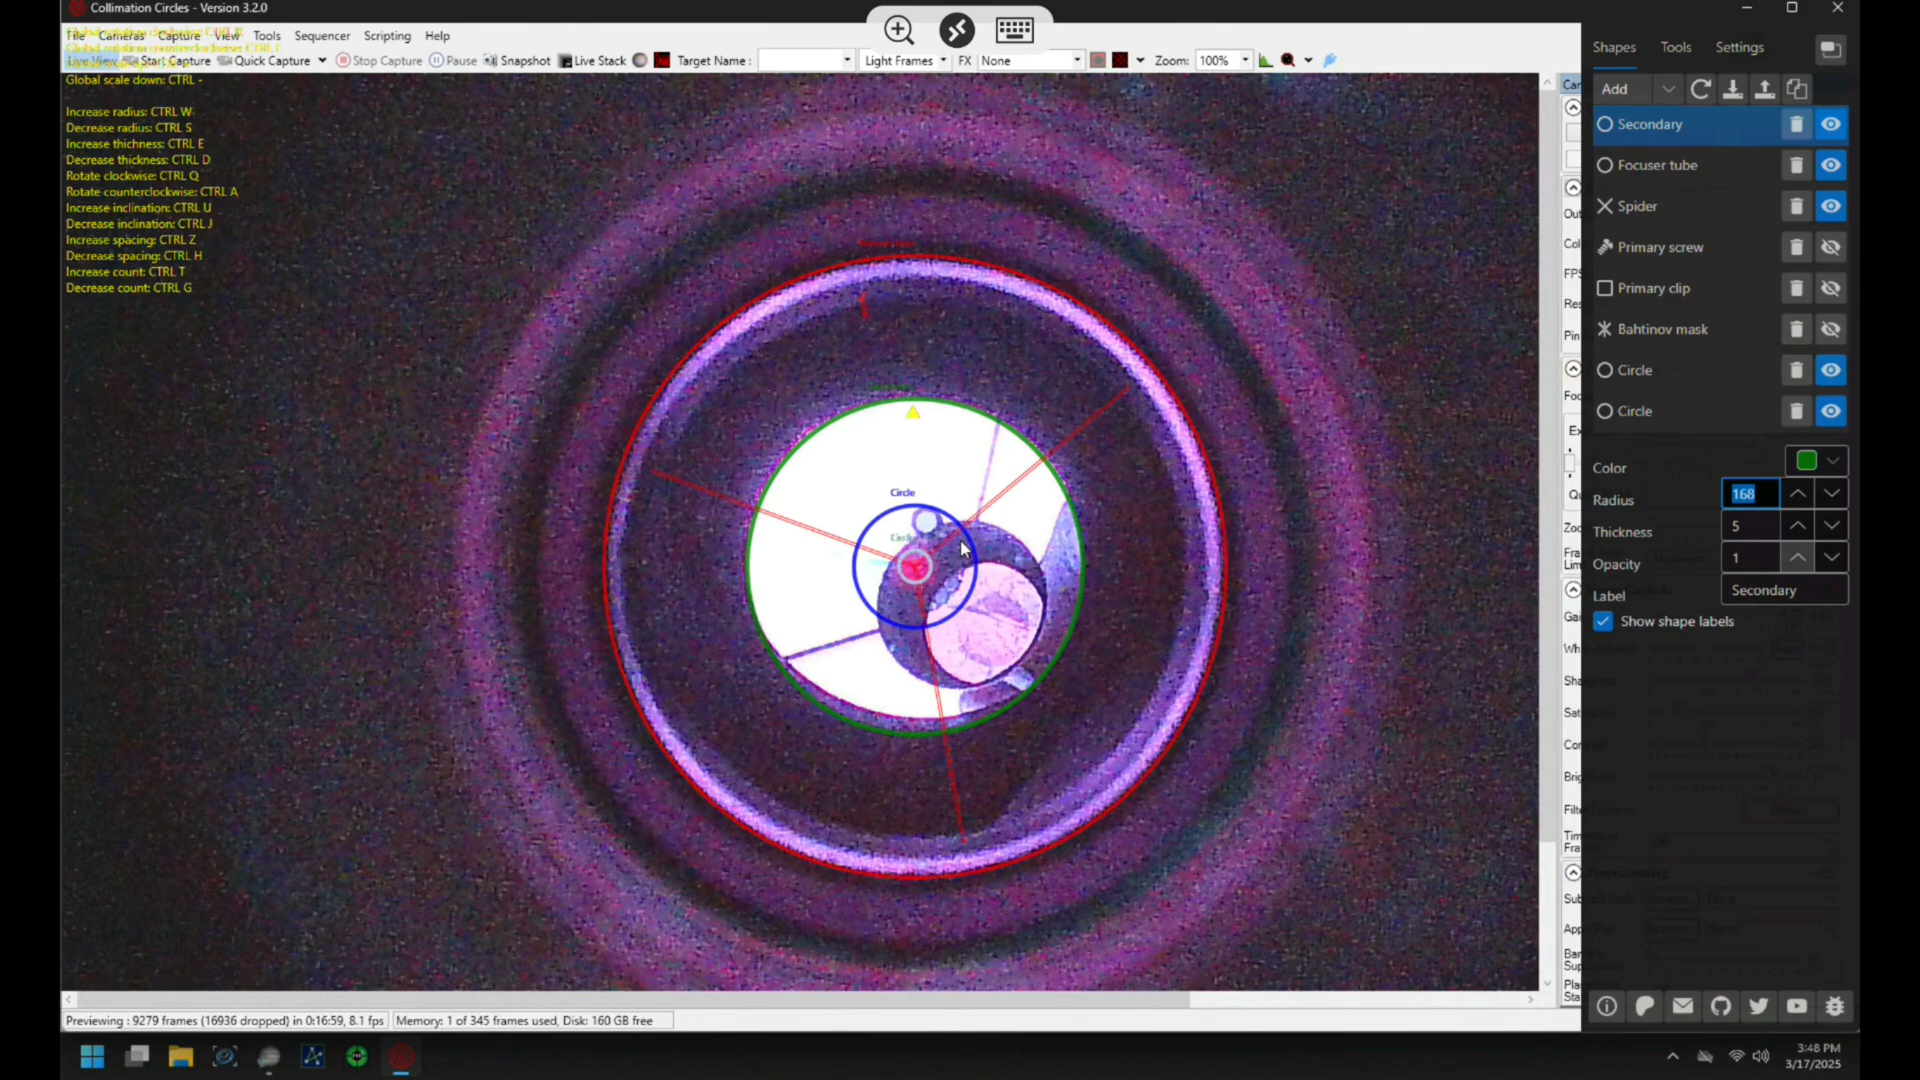 Collimation Circles - Version 3.2.0
File Cameras Capture View Tools Sequencer Scripting Help
Live View Start Capture Quick Capture Stop Capture Pause Snapshot Live Stack Target Name : Light Frames FX None Zoom: 100%
Global scale down: CTRL -
Increase radius: CTRL W
Decrease radius: CTRL S
Increase thickness: CTRL E
Decrease thickness: CTRL D
Rotate clockwise: CTRL Q
Rotate counterclockwise: CTRL A
Increase inclination: CTRL U
Decrease inclination: CTRL J
Increase spacing: CTRL Z
Decrease spacing: CTRL H
Increase count: CTRL T
Decrease count: CTRL G
Circle
Circle
Shapes Tools Settings
Add
Secondary
Focuser tube
Spider
Primary screw
Primary clip
Bahtinov mask
Circle
Circle
Color
Radius 168
Thickness 5
Opacity 1
Label Secondary
Show shape labels
Previewing : 9279 frames (16936 dropped) in 0:16:59, 8.1 fps Memory: 1 of 345 frames used, Disk: 160 GB free
3:48 PM
3/17/2025